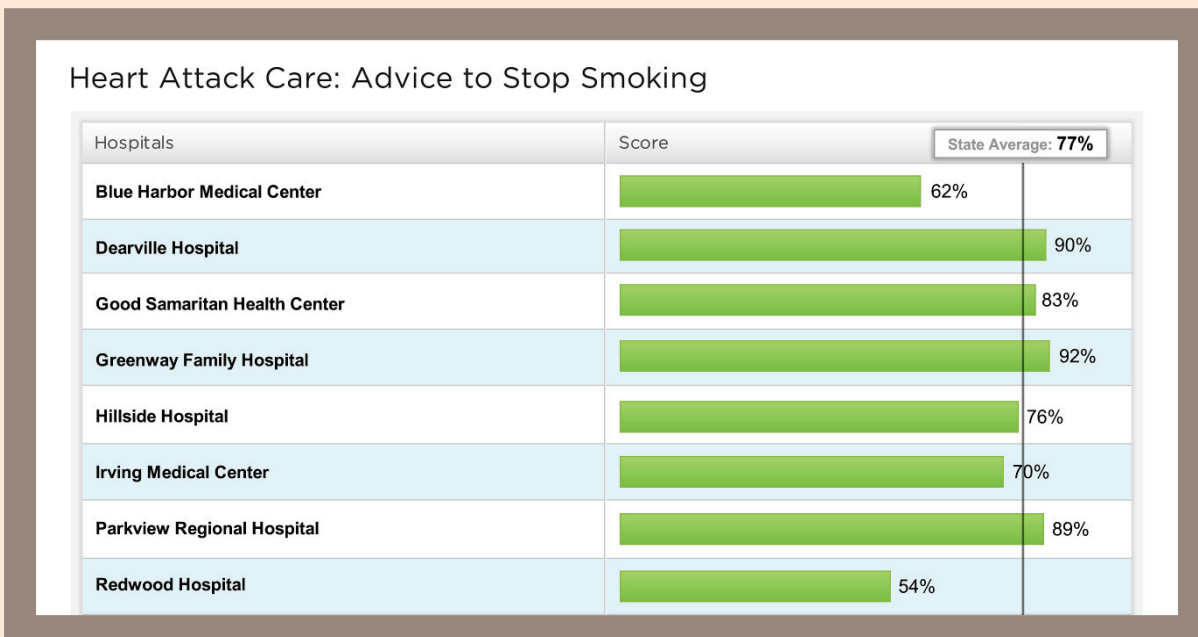 Heart Attack Care: Advice to Stop Smoking
Hospitals Score State Average: 77%
Blue Harbor Medical Center 62%
Dearville Hospital 90%
Good Samaritan Health Center 83%
Greenway Family Hospital 92%
Hillside Hospital 76%
Irving Medical Center 70%
Parkview Regional Hospital 89%
Redwood Hospital 54%